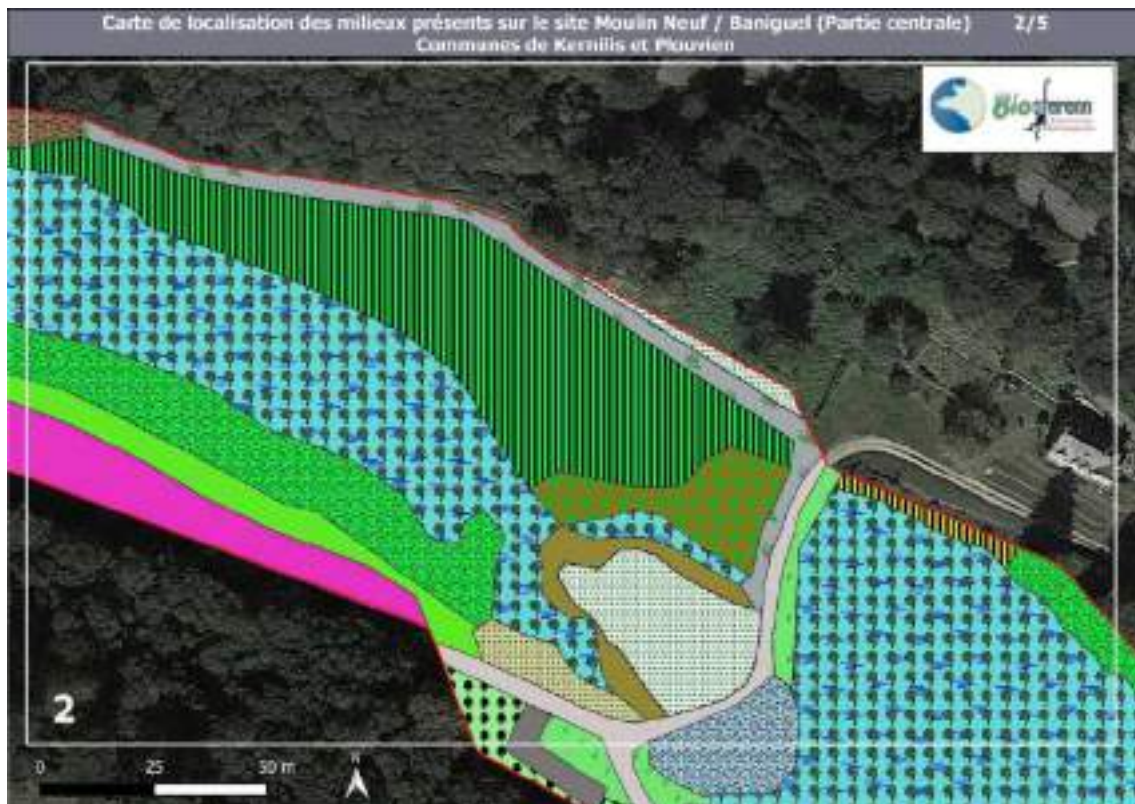 Carte de localisation des milieux présents sur le site Moulin Neuf / Baniguel (Partie centrale) 2/5
Communes de Kernilis et Plouvien
Biosferenn
2
0 25 50 m
N